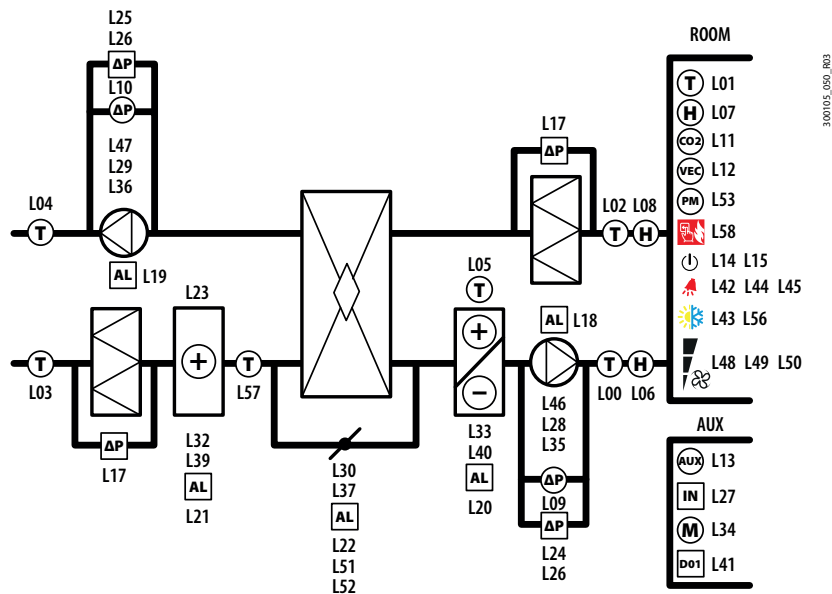 L25
L26
ΔP
L10
ΔP
L47
L29
L36
L04
T
AL L19
L23
+
L03
T
ΔP
L17
L32
L39
AL
L21
T
L57
L30
L37
AL
L22
L51
L52
L17
ΔP
L02 L08
T H
L05
T
+
−
L33
L40
AL
L20
AL L18
L46
L28
L35
ΔP
L09
ΔP
L24
L26
T H
L00 L06
ROOM
T L01
H L07
CO2 L11
VEC L12
PM L53
L58
L14 L15
L42 L44 L45
L43 L56
L48 L49 L50
AUX
AUX L13
IN L27
M L34
D01 L41
300105_050_R03